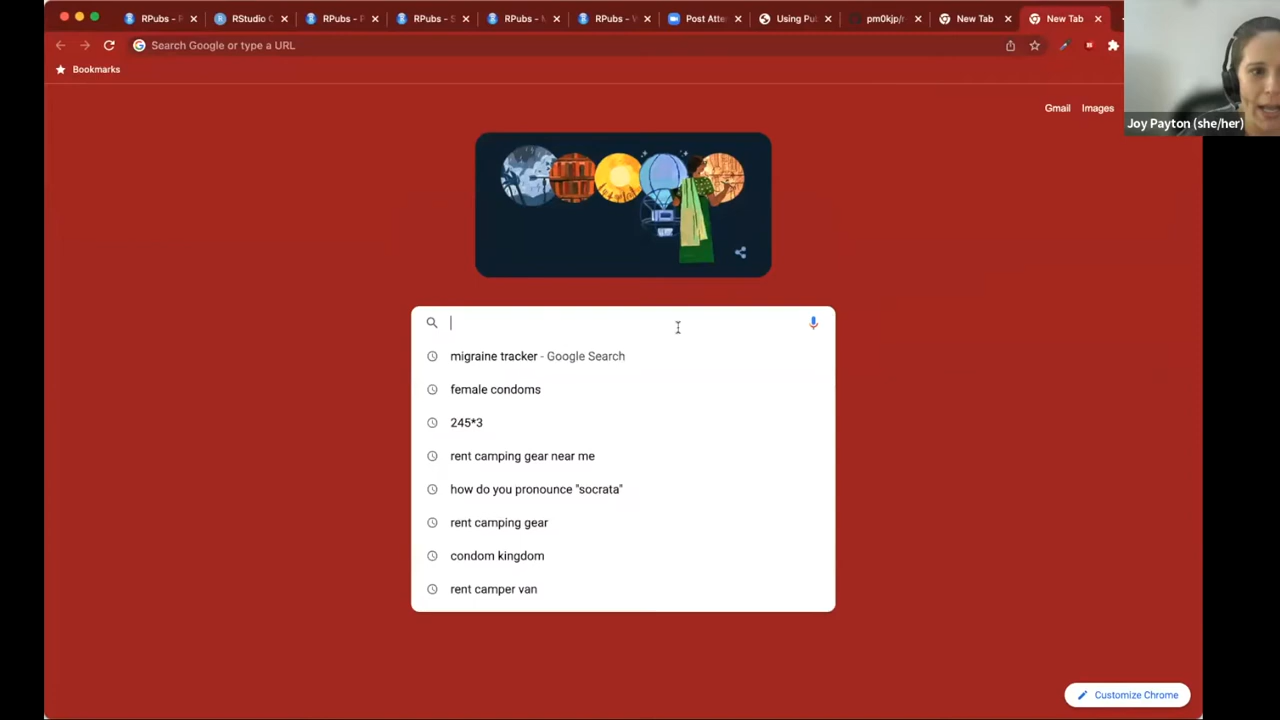 RPubs -
RStudio C
RPubs -
RPubs -
RPubs -
RPubs -
Post Atte
Using Pu
pm0kjp/
New Tab
New Tab
Search Google or type a URL
Bookmarks
Gmail
Images
Joy Payton (she/her)
migraine tracker - Google Search
female condoms
245*3
rent camping gear near me
how do you pronounce "socrata"
rent camping gear
condom kingdom
rent camper van
Customize Chrome